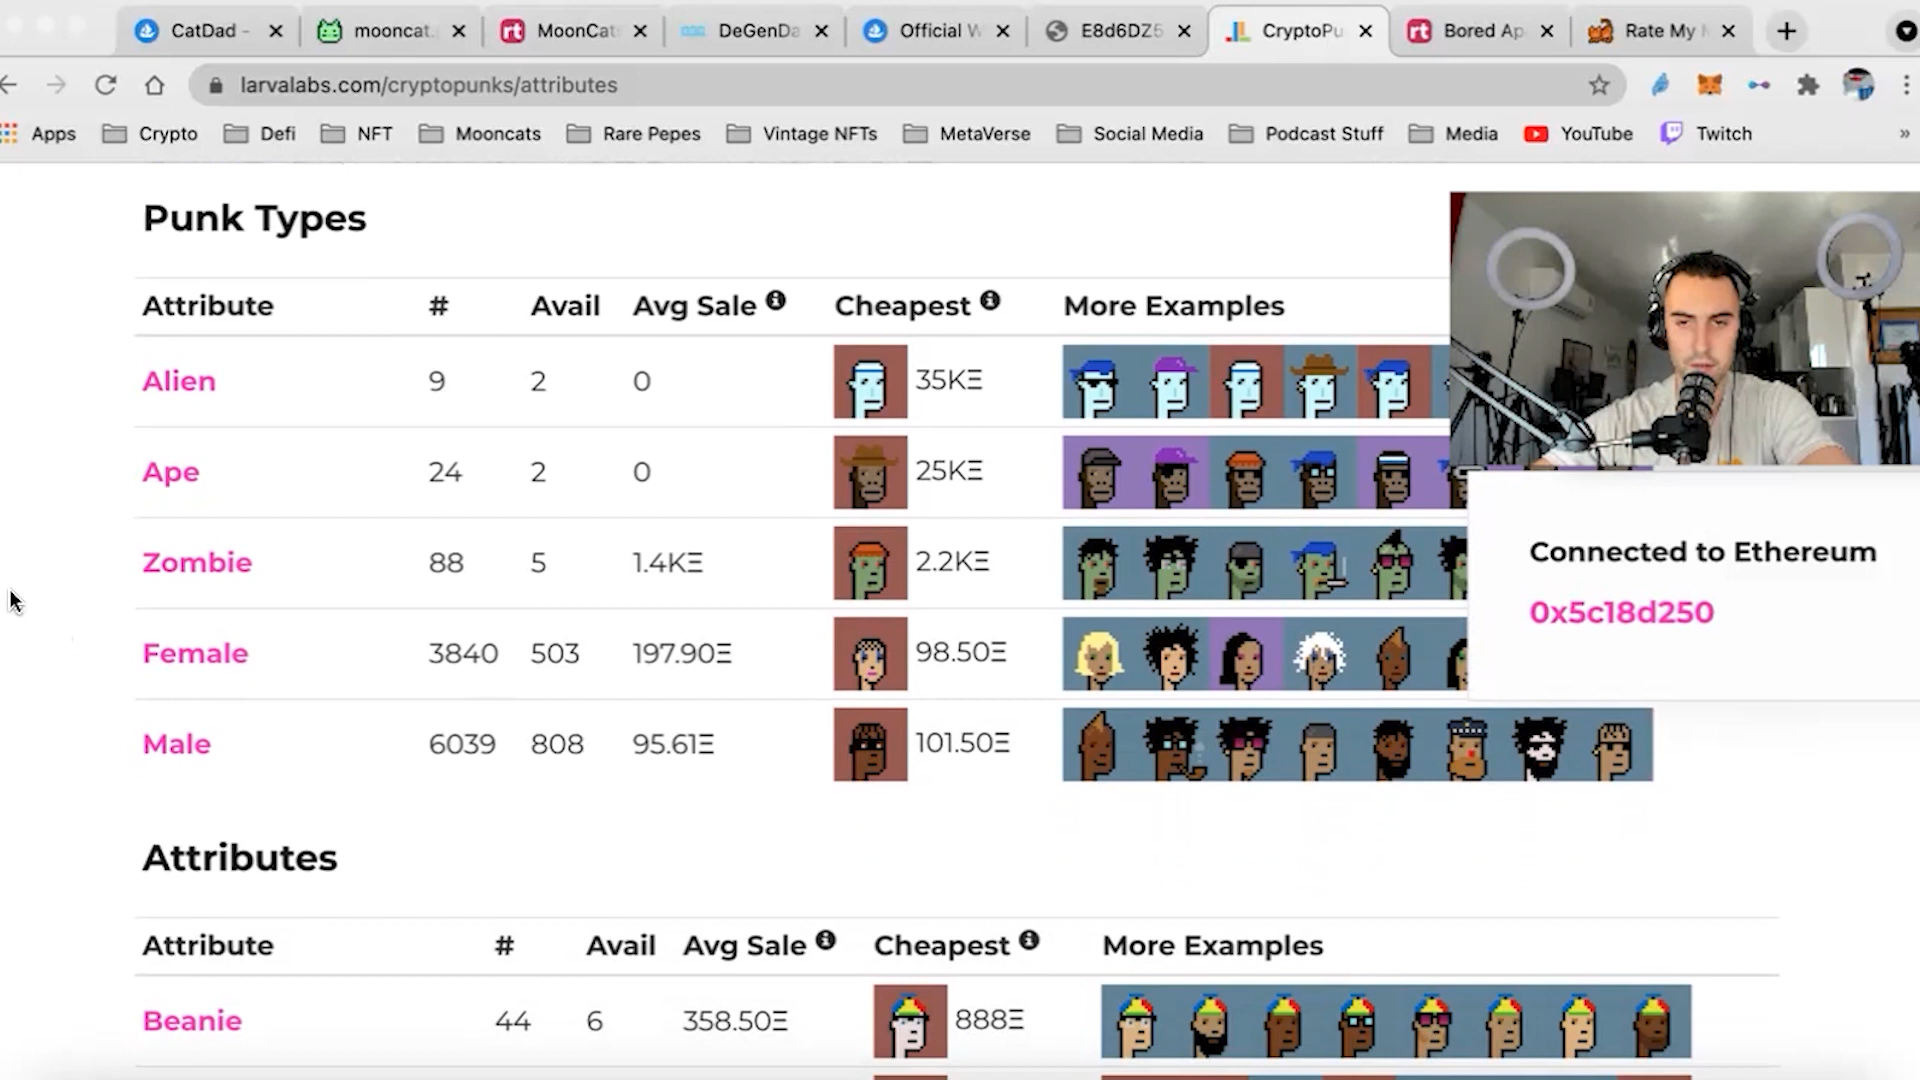 CatDad -
mooncat.
MoonCats
DeGenDa
Official W
E8d6DZ5
CryptoPu
Bored Ap
Rate My
larvalabs.com/cryptopunks/attributes
Apps Crypto Defi NFT Mooncats Rare Pepes Vintage NFTs MetaVerse Social Media Podcast Stuff Media YouTube Twitch »
Punk Types
Attribute # Avail Avg Sale Cheapest More Examples
Alien 9 2 0 35KΞ
Ape 24 2 0 25KΞ
Zombie 88 5 1.4KΞ 2.2KΞ
Connected to Ethereum
0x5c18d250
Female 3840 503 197.90Ξ 98.50Ξ
Male 6039 808 95.61Ξ 101.50Ξ
Attributes
Attribute # Avail Avg Sale Cheapest More Examples
Beanie 44 6 358.50Ξ 888Ξ